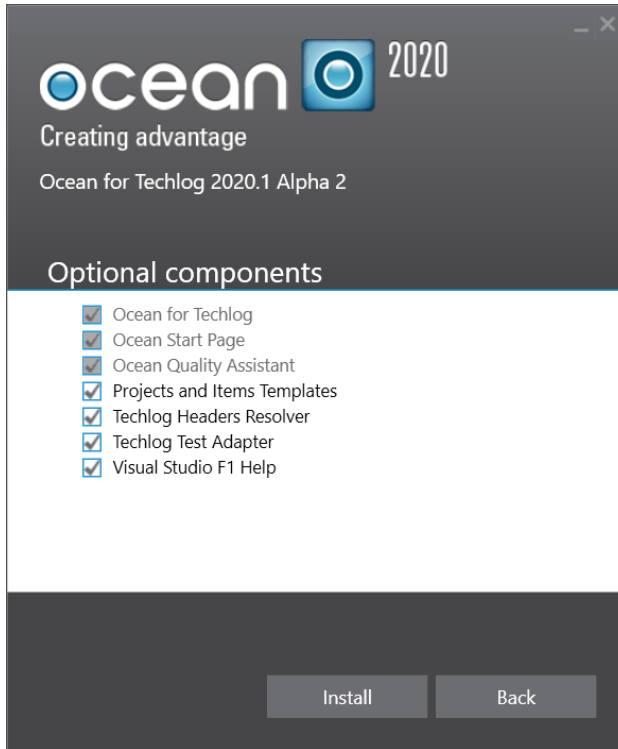 ocean 2020
Creating advantage
Ocean for Techlog 2020.1 Alpha 2
Optional components
Ocean for Techlog
Ocean Start Page
Ocean Quality Assistant
Projects and Items Templates
Techlog Headers Resolver
Techlog Test Adapter
Visual Studio F1 Help
Install Back